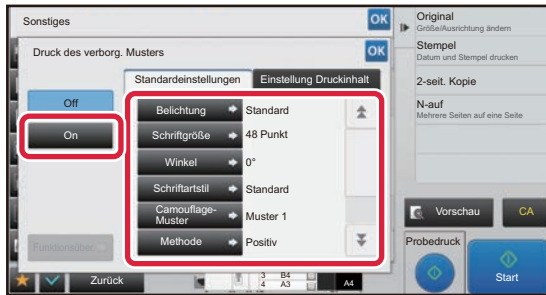 Sonstiges
OK
Druck des verborg. Musters
OK
Standardeinstellungen
Einstellung Druckinhalt
Off
On
Belichtung
Standard
Schriftgröße
48 Punkt
Winkel
0°
Schriftartstil
Standard
Camouflage-
Muster
Muster 1
Methode
Positiv
Zurück
3 B4
4 A3
A4
Original
Größe/Ausrichtung ändern
Stempel
Datum und Stempel drucken
2-seit. Kopie
N-auf
Mehrere Seiten auf eine Seite
Vorschau
CA
Probedruck
Start